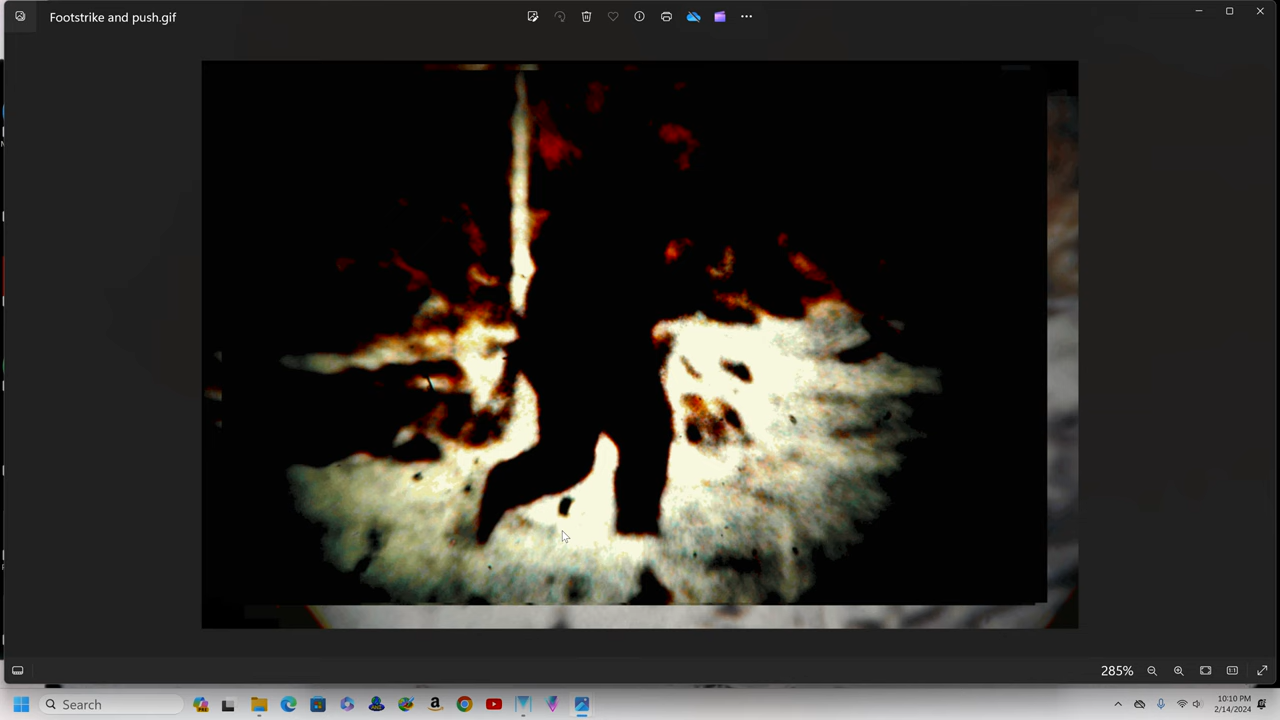 Footstrike and push.gif
285%
Search
10:10 PM
2/14/2024